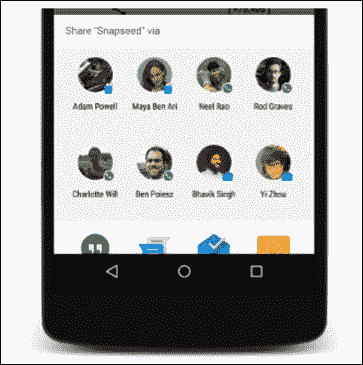 Share "Snapseed" via
Adam Powell Maya Ben Ari Neel Rao Rod Graves
Charlotte Will Ben Poiesz Bhavik Singh Yi Zhou